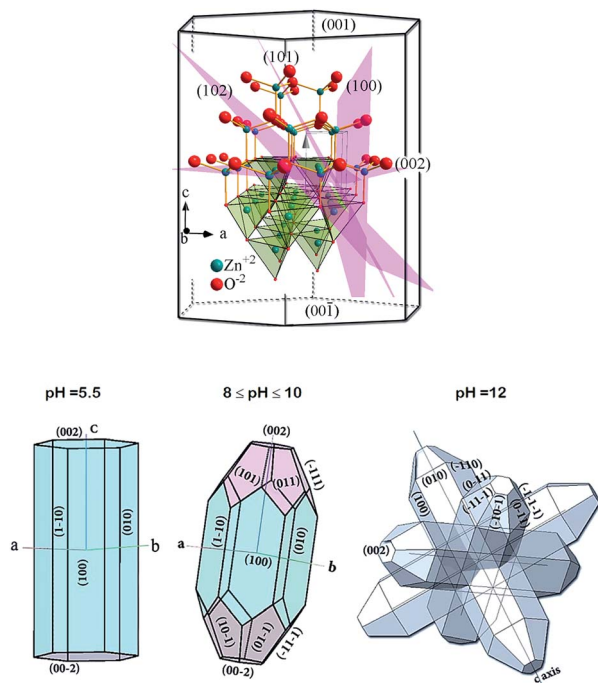 (001)
(101)
(102)
(100)
(002)
c
b
a
Zn+2
O-2
(001̄)
pH =5.5
8 ≤ pH ≤ 10
pH =12
(002)
C
(1-10)
(010)
a
b
(100)
(00-2)
(002)
(101)
(011)
(-111)
(1-10)
(010)
a
(100)
b
(10-1)
(01-1)
(-11-1)
(00-2)
(010)
(-110)
(0-11)
(100)
(-11-1)
(-10-1)
(-1-1-1)
(0-11)
(002)
c axis